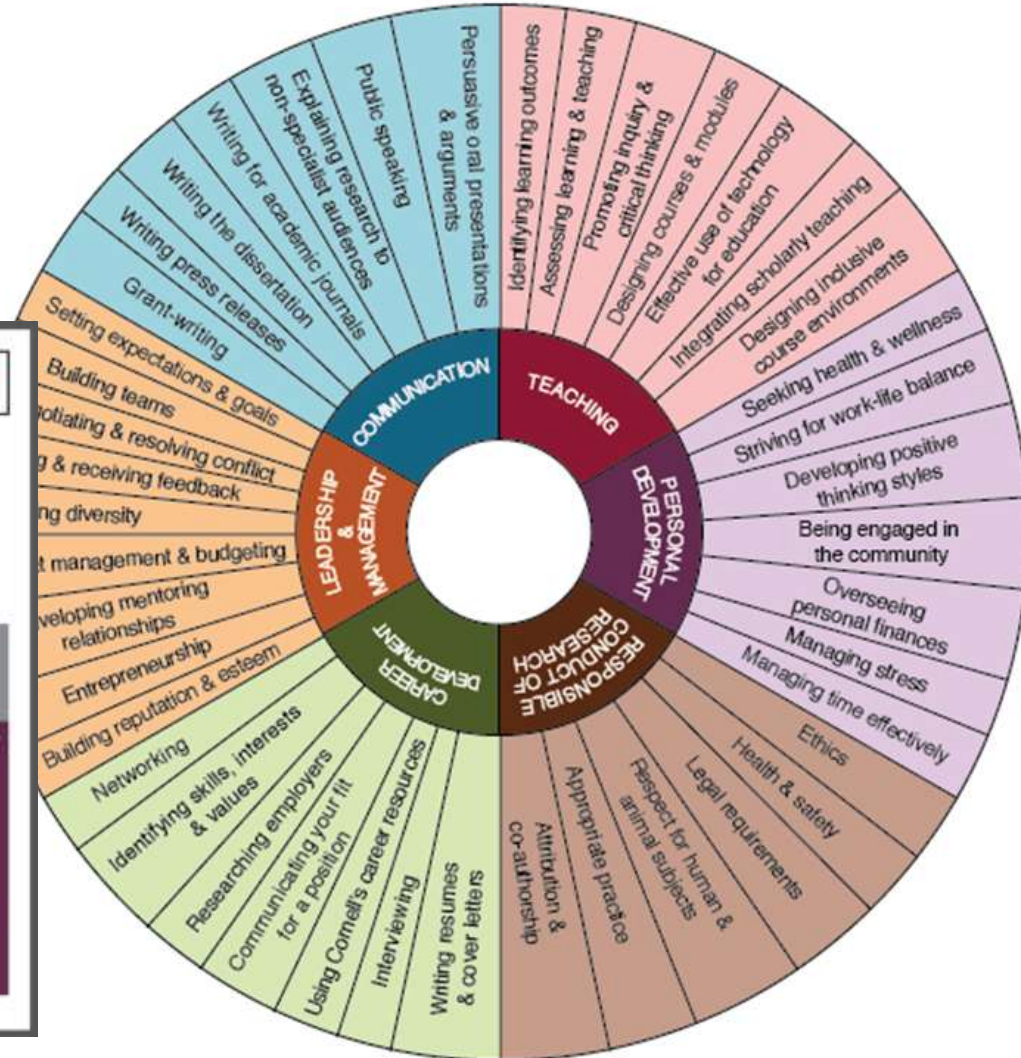 COMMUNICATION
Persuasive oral presentations
& arguments
Public speaking
Explaining research to
non-specialist audiences
Writing for academic journals
Writing the dissertation
Writing press releases
Grant-writing
TEACHING
Identifying learning outcomes
Assessing learning & teaching
Promoting inquiry &
critical thinking
Designing courses & modules
Effective use of technology
for education
Integrating scholarly teaching
Designing inclusive
course environments
PERSONAL
DEVELOPMENT
Seeking health & wellness
Striving for work-life balance
Developing positive
thinking styles
Being engaged in
the community
Overseeing
personal finances
Managing stress
Managing time effectively
RESPONSIBLE
CONDUCT OF
RESEARCH
Ethics
Health & safety
Legal requirements
Respect for human &
animal subjects
Appropriate practice
Attribution &
co-authorship
CAREER
DEVELOPMENT
Writing resumes
& cover letters
Interviewing
Using Cornell's career resources
Communicating your fit
for a position
Researching employers
Identifying skills, interests
& values
Networking
LEADERSHIP
&
MANAGEMENT
Building reputation & esteem
Entrepreneurship
mentoring
relationships
management & budgeting
diversity
& receiving feedback
& resolving conflict
Building teams
Setting expectations & goals